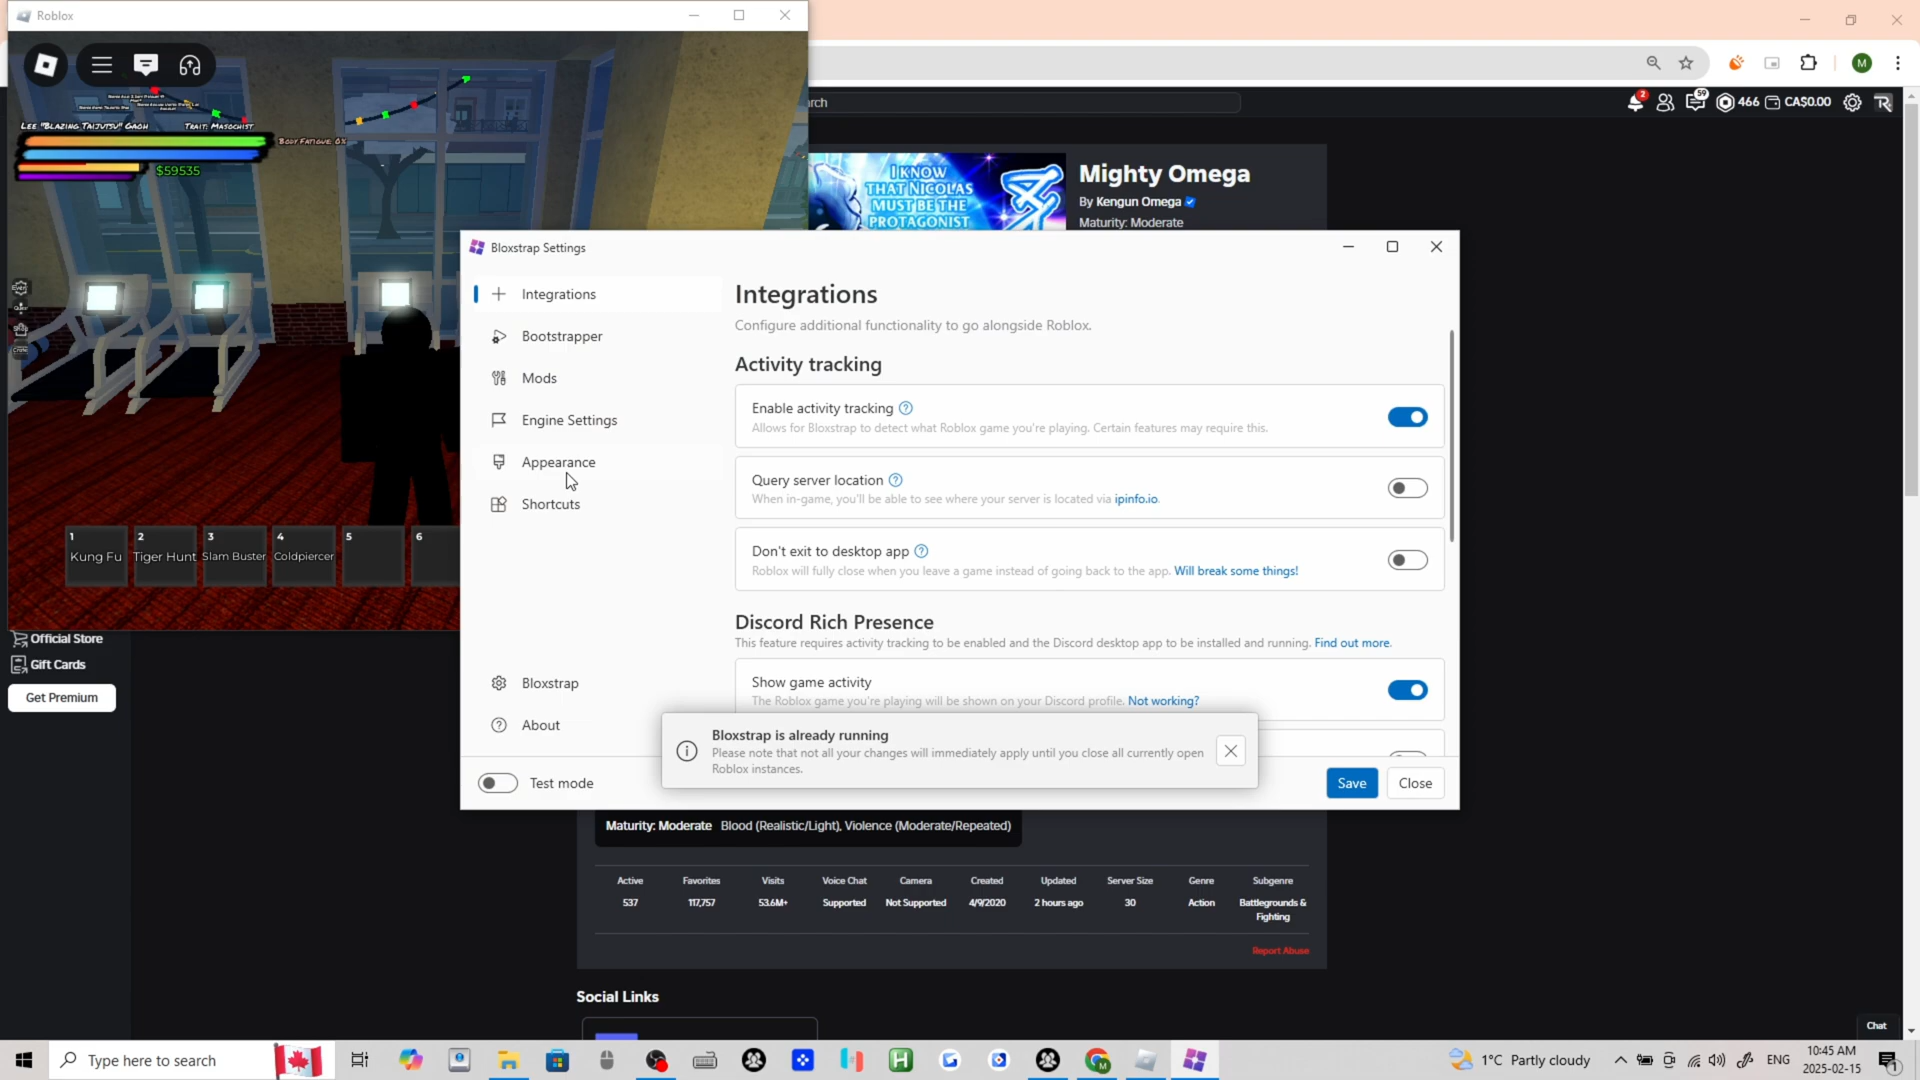 Roblox
LEE "BLAZING TAIJUTSU" GAOH
TRAIT: MASOCHIST
BODY FATIGUE: 0%
$59535
1
Kung Fu
2
Tiger Hunt
3
Slam Buster
4
Coldpiercer
5
6
rch
2
59
466
CA$0.00
M
I KNOW
THAT NICOLAS
MUST BE THE
PROTAGONIST
Mighty Omega
By Kengun Omega
Maturity: Moderate
Official Store
Gift Cards
Get Premium
Bloxstrap Settings
Integrations
Bootstrapper
Mods
Engine Settings
Appearance
Shortcuts
Bloxstrap
About
Test mode
Integrations
Configure additional functionality to go alongside Roblox.
Activity tracking
Enable activity tracking
Allows for Bloxstrap to detect what Roblox game you're playing. Certain features may require this.
Query server location
When in-game, you'll be able to see where your server is located via ipinfo.io.
Don't exit to desktop app
Roblox will fully close when you leave a game instead of going back to the app. Will break some things!
Discord Rich Presence
This feature requires activity tracking to be enabled and the Discord desktop app to be installed and running. Find out more.
Show game activity
The Roblox game you're playing will be shown on your Discord profile. Not working?
Bloxstrap is already running
Please note that not all your changes will immediately apply until you close all currently open
Roblox instances.
Save
Close
Maturity: Moderate Blood (Realistic/Light), Violence (Moderate/Repeated)
Active Favorites Visits Voice Chat Camera Created Updated Server Size Genre Subgenre
537 117,757 53.6M+ Supported Not Supported 4/9/2020 2 hours ago 30 Action Battlegrounds &
Fighting
Report Abuse
Social Links
Chat
Type here to search
1°C Partly cloudy
ENG
10:45 AM
2025-02-15
1